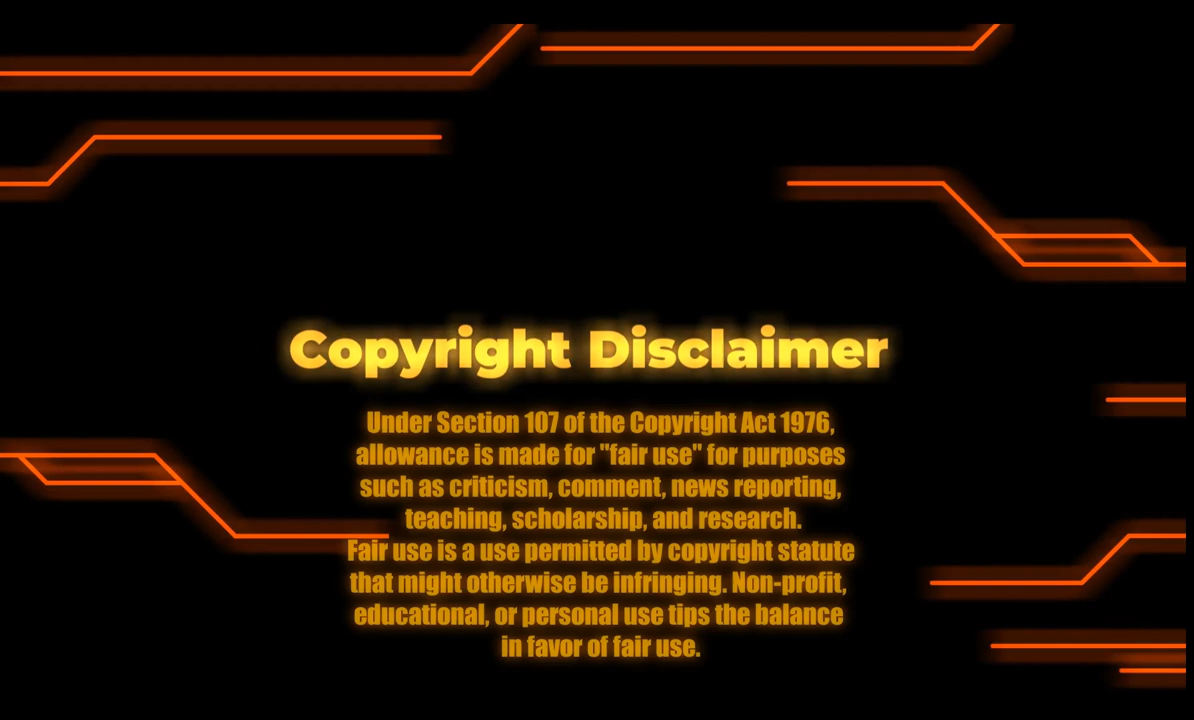 Copyright Disclaimer
Under Section 107 of the Copyright Act 1976,
allowance is made for "fair use" for purposes
such as criticism, comment, news reporting,
teaching, scholarship, and research.
Fair use is a use permitted by copyright statute
that might otherwise be infringing. Non-profit,
educational, or personal use tips the balance
in favor of fair use.